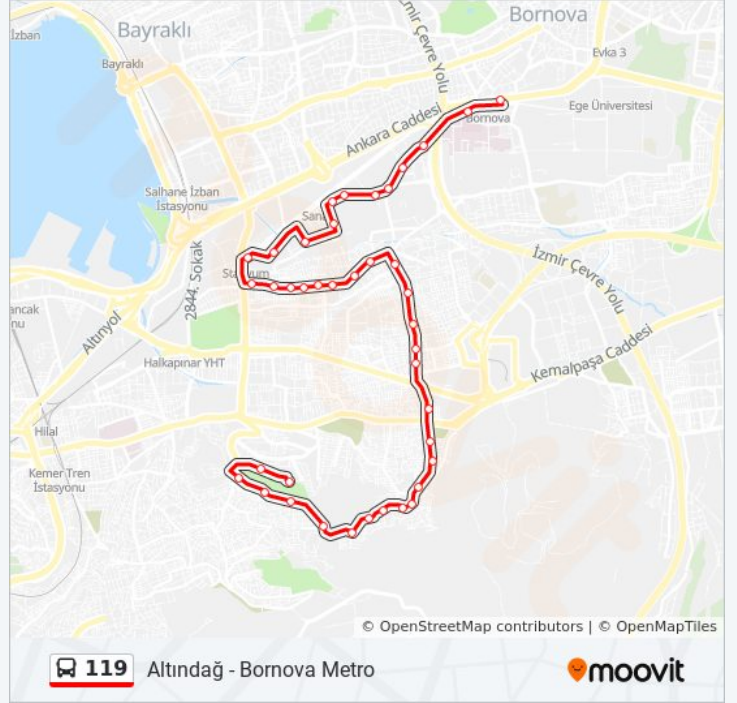 Bornova
Bayraklı
İzban
Evka 3
Bayraklı
İzmir Çevre Yolu
Ege Üniversitesi
Bornova
Ankara Caddesi
Salhane İzban
İstasyonu
Sana
2844. Sokak
İzmir Çevre Yolu
Altınyol
Halkapınar YHT
Kemalpaşa Caddesi
Hilal
Kemer Tren
İstasyonu
© OpenStreetMap contributors | © OpenMapTiles
119 Altındağ - Bornova Metro
moovit